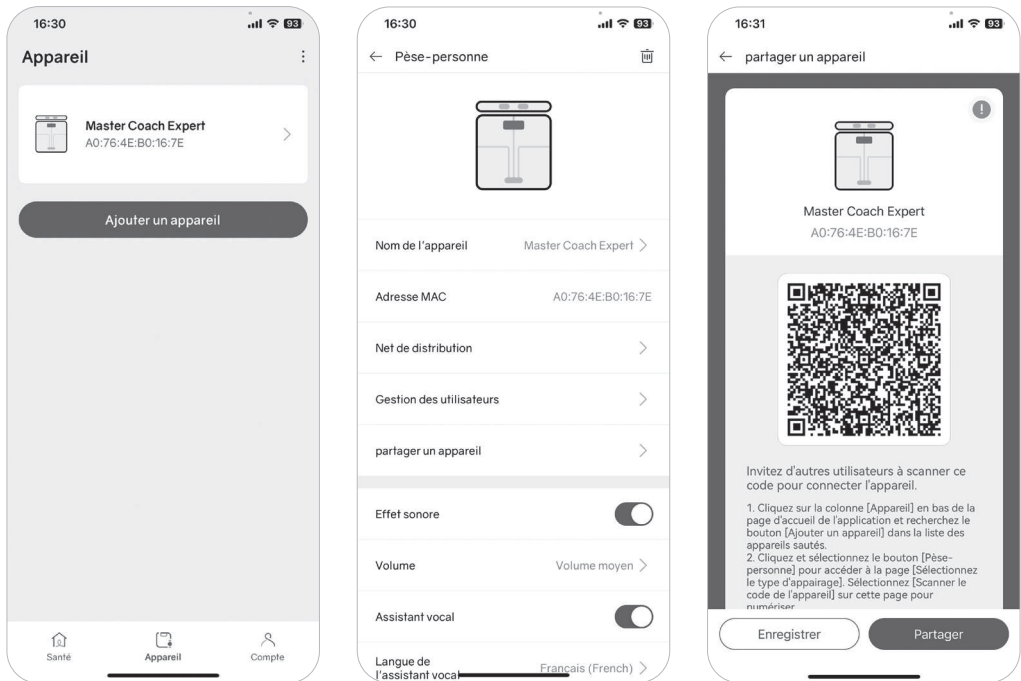 16:30
93
Appareil
Master Coach Expert
A0:76:4E:B0:16:7E
Ajouter un appareil
Santé
Appareil
Compte
16:30
93
Pèse-personne
Nom de l'appareil Master Coach Expert
Adresse MAC A0:76:4E:B0:16:7E
Net de distribution
Gestion des utilisateurs
partager un appareil
Effet sonore
Volume Volume moyen
Assistant vocal
Langue de
l'assistant vocal Français (French)
16:31
93
partager un appareil
Master Coach Expert
A0:76:4E:B0:16:7E
Invitez d'autres utilisateurs à scanner ce
code pour connecter l'appareil.
1. Cliquez sur la colonne [Appareil] en bas de la
page d'accueil de l'application et recherchez le
bouton [Ajouter un appareil] dans la liste des
appareils sautés.
2. Cliquez et sélectionnez le bouton [Pèse-
personne] pour accéder à la page [Sélectionnez
le type d'appairage]. Sélectionnez [Scanner le
code de l'appareil] sur cette page pour
numériser
Enregistrer
Partager